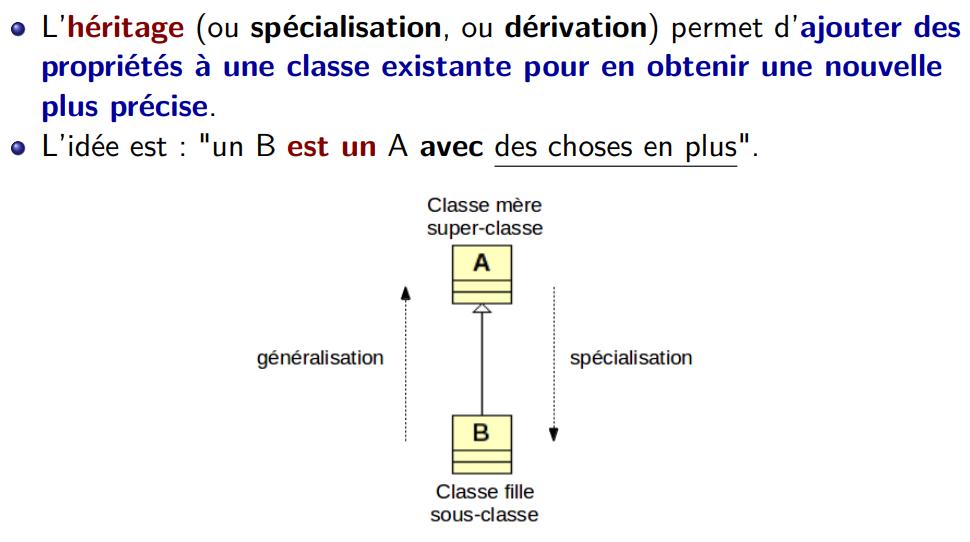 L'héritage (ou spécialisation, ou dérivation) permet d'ajouter des
propriétés à une classe existante pour en obtenir une nouvelle
plus précise.
L'idée est : "un B est un A avec des choses en plus".
Classe mère
super-classe
A
généralisation
spécialisation
B
Classe fille
sous-classe